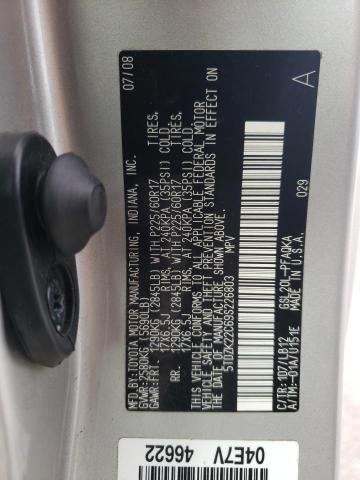 MFD. BY:
TOYOTA MOTOR MANUFACTURING, INDIANA, INC. 07/08
GVWR:2580KG (5690LB)
GAWR:FRT. 1290KG (2845LB) WITH P225/60R17 TIRES.
17X6.5J RIMS, AT 240KPA (35PSI) COLD
RR. 1290KG (2845LB) WITH P225/60R17 TIRES.
17X6.5J RIMS, AT 240KPA (35PSI) COLD
THIS VEHICLE CONFORMS TO ALL APPLICABLE FEDERAL MOTOR
VEHICLE SAFETY AND THEFT PREVENTION STANDARDS IN EFFECT ON
THE DATE OF MANUFACTURE SHOWN ABOVE.
5TDZK22C69S226803 MPV
C/TR:1D7/LB12 GSL20L-PFAQKA
A/TM:-01A/U151E MADE IN U.S.A.
029
A
04E7V
46622